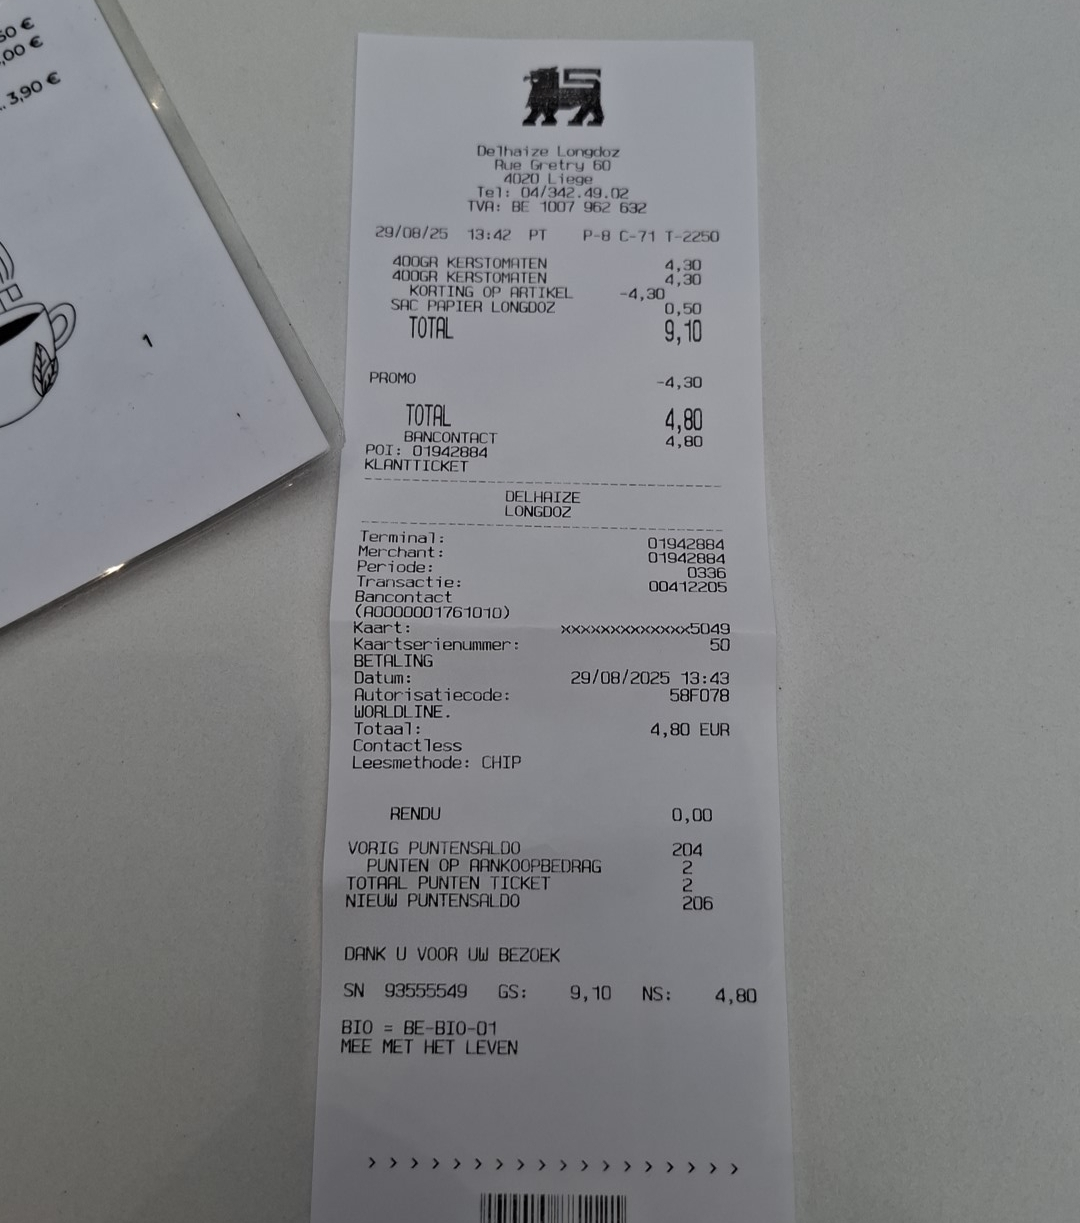 ,00 €
3,90 €
Delhaize Longdoz
Rue Gretry 60
4020 Liege
Tel: 04/342.49.02
TVA: BE 1007 962 632
29/08/25 13:42 PT P-8 C-71 T-2250
400GR KERSTOMATEN 4,30
400GR KERSTOMATEN 4,30
KORTING OP ARTIKEL -4,30
SAC PAPIER LONGDOZ 0,50
TOTAL 9,10
PROMO -4,30
TOTAL 4,80
BANCONTACT 4,80
POI: 01942884
KLANTTICKET
DELHAIZE
LONGDOZ
Terminal: 01942884
Merchant: 01942884
Periode: 0336
Transactie: 00412205
Bancontact
(A0000001761010)
Kaart: xxxxxxxxxxxxx5049
Kaartserienummer: 50
BETALING
Datum: 29/08/2025 13:43
Autorisatiecode: 58F078
WORLDLINE.
Totaal: 4,80 EUR
Contactless
Leesmethode: CHIP
RENDU 0,00
VORIG PUNTENSALDO 204
PUNTEN OP AANKOOPBEDRAG 2
TOTAAL PUNTEN TICKET 2
NIEUW PUNTENSALDO 206
DANK U VOOR UW BEZOEK
SN 93555549 GS: 9,10 NS: 4,80
BIO = BE-BIO-01
MEE MET HET LEVEN
> > > > > > > > > > > > > > > > > >